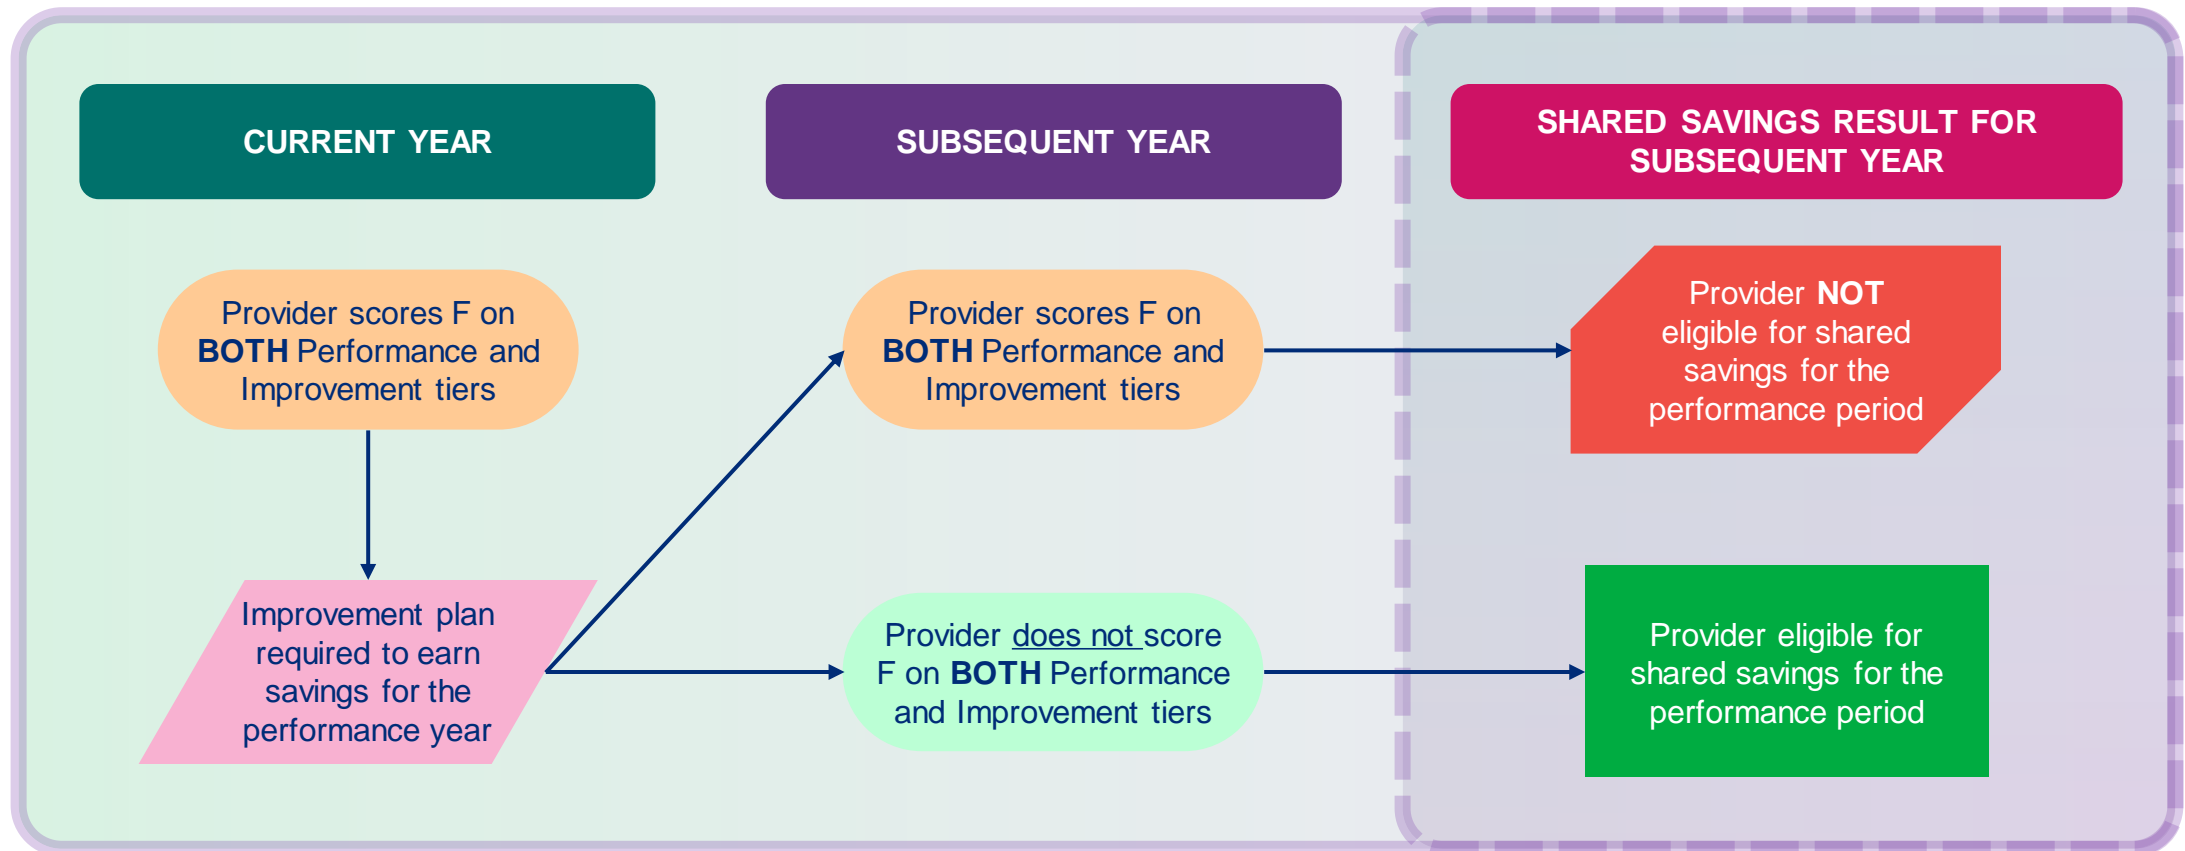 CURRENT YEAR
SUBSEQUENT YEAR
SHARED SAVINGS RESULT FOR
SUBSEQUENT YEAR
Provider scores F on
BOTH Performance and
Improvement tiers
Provider scores F on
BOTH Performance and
Improvement tiers
Provider NOT
eligible for shared
savings for the
performance period
Improvement plan
required to earn
savings for the
performance year
Provider does not score
F on BOTH Performance
and Improvement tiers
Provider eligible for
shared savings for the
performance period